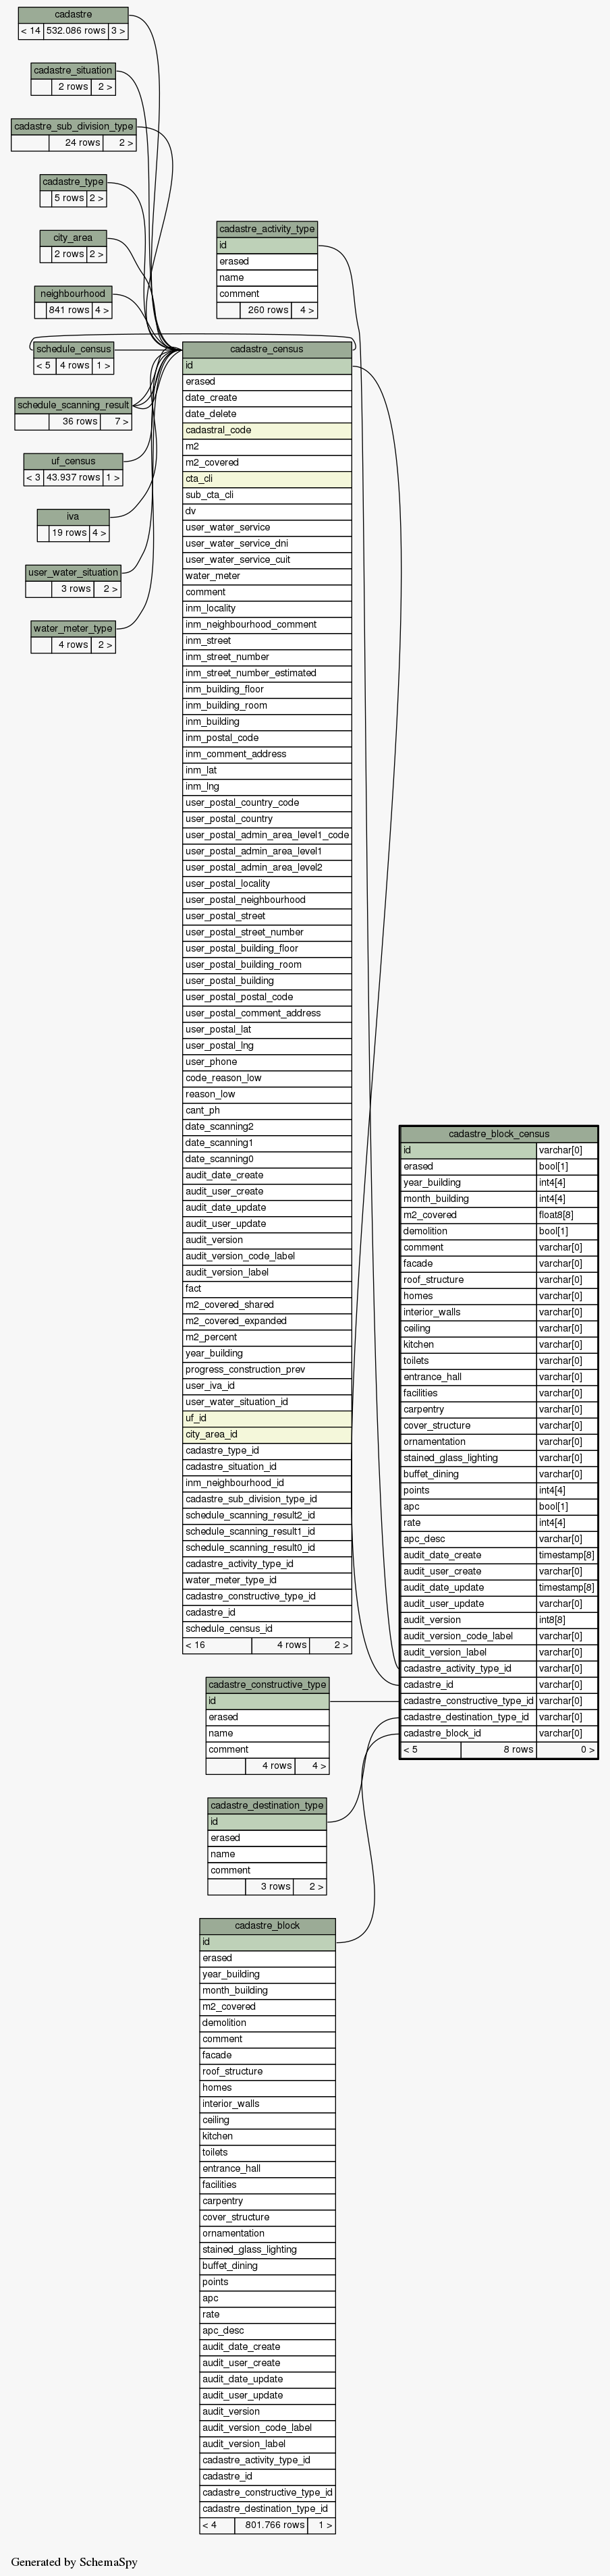 cadastre
< 14 532.086 rows 3 >
cadastre_situation
2 rows 2 >
cadastre_sub_division_type
24 rows 2 >
cadastre_type
5 rows 2 >
city_area
2 rows 2 >
neighbourhood
841 rows 4 >
schedule_census
< 5 4 rows 1 >
schedule_scanning_result
36 rows 7 >
uf_census
< 3 43.937 rows 1 >
iva
19 rows 4 >
user_water_situation
3 rows 2 >
water_meter_type
4 rows 2 >
cadastre_activity_type
id
erased
name
comment
260 rows 4 >
cadastre_census
id
erased
date_create
date_delete
cadastral_code
m2
m2_covered
cta_cli
sub_cta_cli
dv
user_water_service
user_water_service_dni
user_water_service_cuit
water_meter
comment
inm_locality
inm_neighbourhood_comment
inm_street
inm_street_number
inm_street_number_estimated
inm_building_floor
inm_building_room
inm_building
inm_postal_code
inm_comment_address
inm_lat
inm_lng
user_postal_country_code
user_postal_country
user_postal_admin_area_level1_code
user_postal_admin_area_level1
user_postal_admin_area_level2
user_postal_locality
user_postal_neighbourhood
user_postal_street
user_postal_street_number
user_postal_building_floor
user_postal_building_room
user_postal_building
user_postal_postal_code
user_postal_comment_address
user_postal_lat
user_postal_lng
user_phone
code_reason_low
reason_low
cant_ph
date_scanning2
date_scanning1
date_scanning0
audit_date_create
audit_user_create
audit_date_update
audit_user_update
audit_version
audit_version_code_label
audit_version_label
fact
m2_covered_shared
m2_covered_expanded
m2_percent
year_building
progress_construction_prev
user_iva_id
user_water_situation_id
uf_id
city_area_id
cadastre_type_id
cadastre_situation_id
inm_neighbourhood_id
cadastre_sub_division_type_id
schedule_scanning_result2_id
schedule_scanning_result1_id
schedule_scanning_result0_id
cadastre_activity_type_id
water_meter_type_id
cadastre_constructive_type_id
cadastre_id
schedule_census_id
< 16 4 rows 2 >
cadastre_block_census
id varchar[0]
erased bool[1]
year_building int4[4]
month_building int4[4]
m2_covered float8[8]
demolition bool[1]
comment varchar[0]
facade varchar[0]
roof_structure varchar[0]
homes varchar[0]
interior_walls varchar[0]
ceiling varchar[0]
kitchen varchar[0]
toilets varchar[0]
entrance_hall varchar[0]
facilities varchar[0]
carpentry varchar[0]
cover_structure varchar[0]
ornamentation varchar[0]
stained_glass_lighting varchar[0]
buffet_dining varchar[0]
points int4[4]
apc bool[1]
rate int4[4]
apc_desc varchar[0]
audit_date_create timestamp[8]
audit_user_create varchar[0]
audit_date_update timestamp[8]
audit_user_update varchar[0]
audit_version int8[8]
audit_version_code_label varchar[0]
audit_version_label varchar[0]
cadastre_activity_type_id varchar[0]
cadastre_id varchar[0]
cadastre_constructive_type_id varchar[0]
cadastre_destination_type_id varchar[0]
cadastre_block_id varchar[0]
< 5 8 rows 0 >
cadastre_constructive_type
id
erased
name
comment
4 rows 4 >
cadastre_destination_type
id
erased
name
comment
3 rows 2 >
cadastre_block
id
erased
year_building
month_building
m2_covered
demolition
comment
facade
roof_structure
homes
interior_walls
ceiling
kitchen
toilets
entrance_hall
facilities
carpentry
cover_structure
ornamentation
stained_glass_lighting
buffet_dining
points
apc
rate
apc_desc
audit_date_create
audit_user_create
audit_date_update
audit_user_update
audit_version
audit_version_code_label
audit_version_label
cadastre_activity_type_id
cadastre_id
cadastre_constructive_type_id
cadastre_destination_type_id
< 4 801.766 rows 1 >
Generated by SchemaSpy